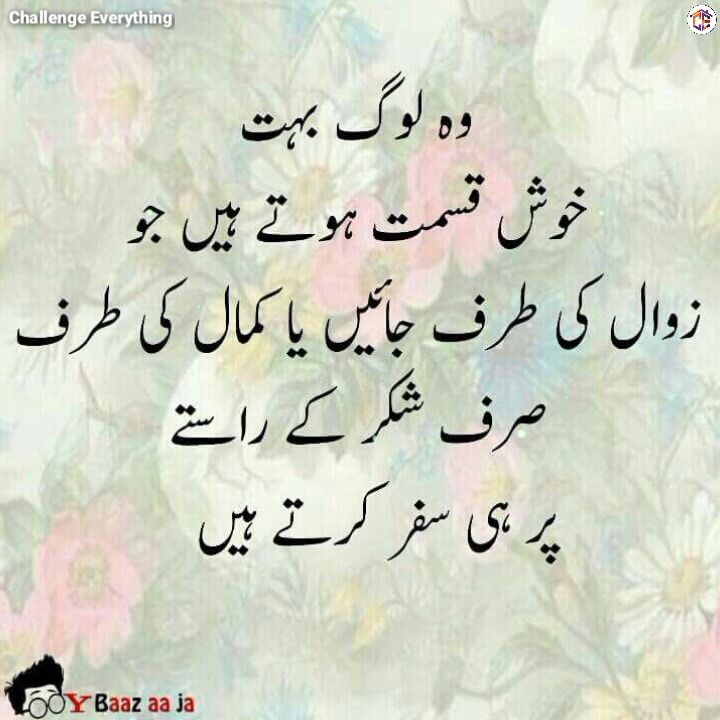 Challenge Everything
وہ لوگ بہت
خوش قسمت ہوتے ہیں جو
زوال کی طرف جائیں یا کمال کی طرف
صرف شکر کے راستے
پر ہی سفر کرتے ہیں
Y Baaz aa ja